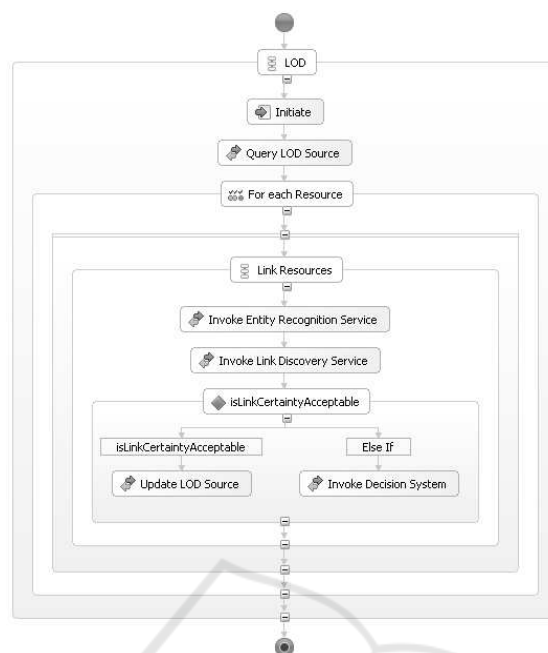 LOD
Initiate
Query LOD Source
For each Resource
Link Resources
Invoke Entity Recognition Service
Invoke Link Discovery Service
isLinkCertaintyAcceptable
isLinkCertaintyAcceptable Else If
Update LOD Source Invoke Decision System